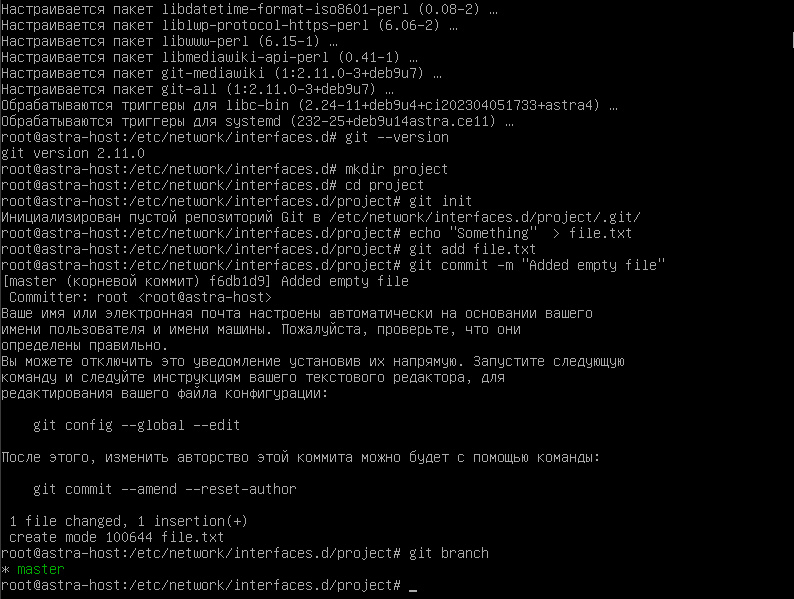 Настраивается пакет libdatetime-format-iso8601-perl (0.08-2) …
Настраивается пакет liblwp-protocol-https-perl (6.06-2) …
Настраивается пакет libwww-perl (6.15-1) …
Настраивается пакет libmediawiki-api-perl (0.41-1) …
Настраивается пакет git-mediawiki (1:2.11.0-3+deb9u7) …
Настраивается пакет git-all (1:2.11.0-3+deb9u7) …
Обрабатываются триггеры для libc-bin (2.24-11+deb9u4+ci202304051733+astra4) …
Обрабатываются триггеры для systemd (232-25+deb9u14astra.ce11) …
root@astra-host:/etc/network/interfaces.d# git --version
git version 2.11.0
root@astra-host:/etc/network/interfaces.d# mkdir project
root@astra-host:/etc/network/interfaces.d# cd project
root@astra-host:/etc/network/interfaces.d/project# git init
Инициализирован пустой репозиторий Git в /etc/network/interfaces.d/project/.git/
root@astra-host:/etc/network/interfaces.d/project# echo "Something"  > file.txt
root@astra-host:/etc/network/interfaces.d/project# git add file.txt
root@astra-host:/etc/network/interfaces.d/project# git commit -m "Added empty file"
[master (корневой коммит) f6db1d9] Added empty file
 Committer: root <root@astra-host>
Ваше имя или электронная почта настроены автоматически на основании вашего
имени пользователя и имени машины. Пожалуйста, проверьте, что они
определены правильно.
Вы можете отключить это уведомление установив их напрямую. Запустите следующую
команду и следуйте инструкциям вашего текстового редактора, для
редактирования вашего файла конфигурации:
    git config --global --edit
После этого, изменить авторство этой коммита можно будет с помощью команды:
    git commit --amend --reset-author
 1 file changed, 1 insertion(+)
 create mode 100644 file.txt
root@astra-host:/etc/network/interfaces.d/project# git branch
* master
root@astra-host:/etc/network/interfaces.d/project# _